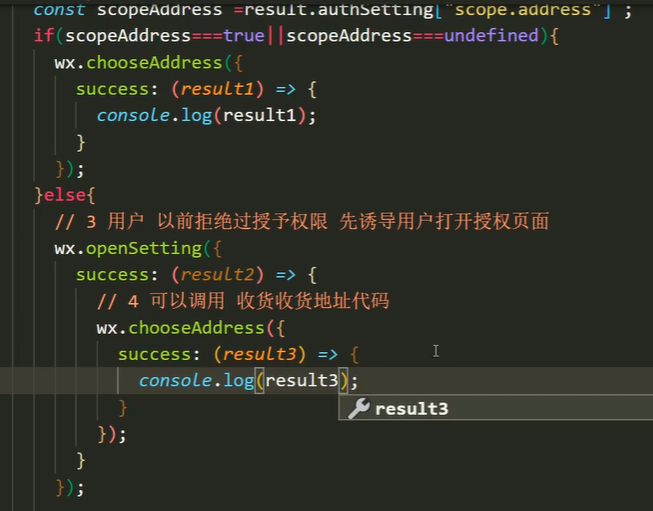 const scopeAddress =result.authSetting["scope.address"] ;
if(scopeAddress===true||scopeAddress===undefined){
wx.chooseAddress({
success: (result1) => {
console.log(result1);
}
});
}else{
// 3 用户 以前拒绝过授予权限 先诱导用户打开授权页面
wx.openSetting({
success: (result2) => {
// 4 可以调用 收货收货地址代码
wx.chooseAddress({
success: (result3) => {
console.log(result3);
result3
}
});
}
});